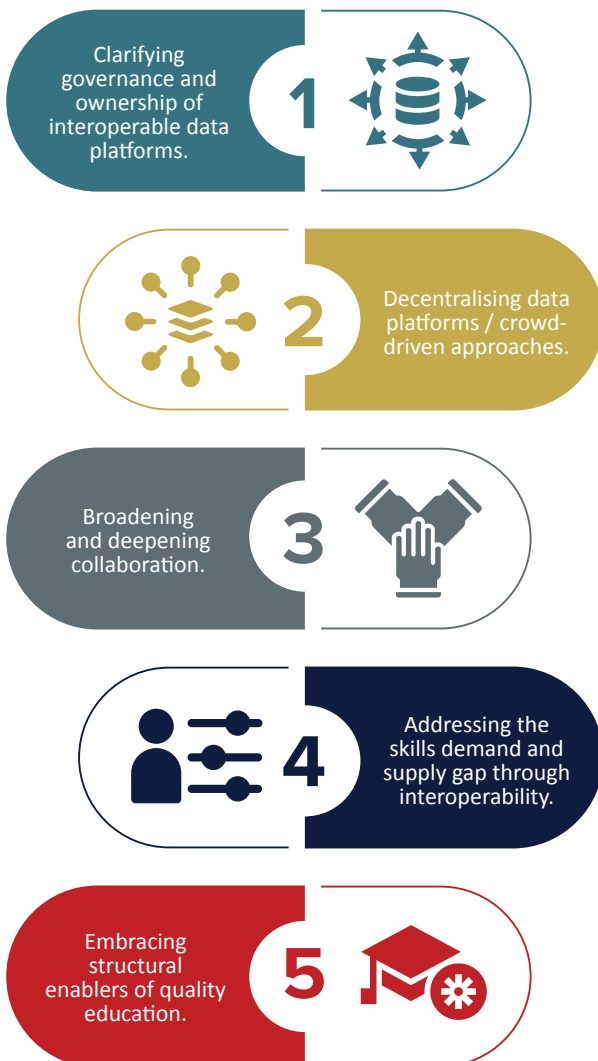 Clarifying
governance and
ownership of
interoperable data
platforms.
1
2
Decentralising data
platforms / crowd-
driven approaches.
Broadening
and deepening
collaboration.
3
4
Addressing the
skills demand and
supply gap through
interoperability.
Embracing
structural
enablers of quality
education.
5